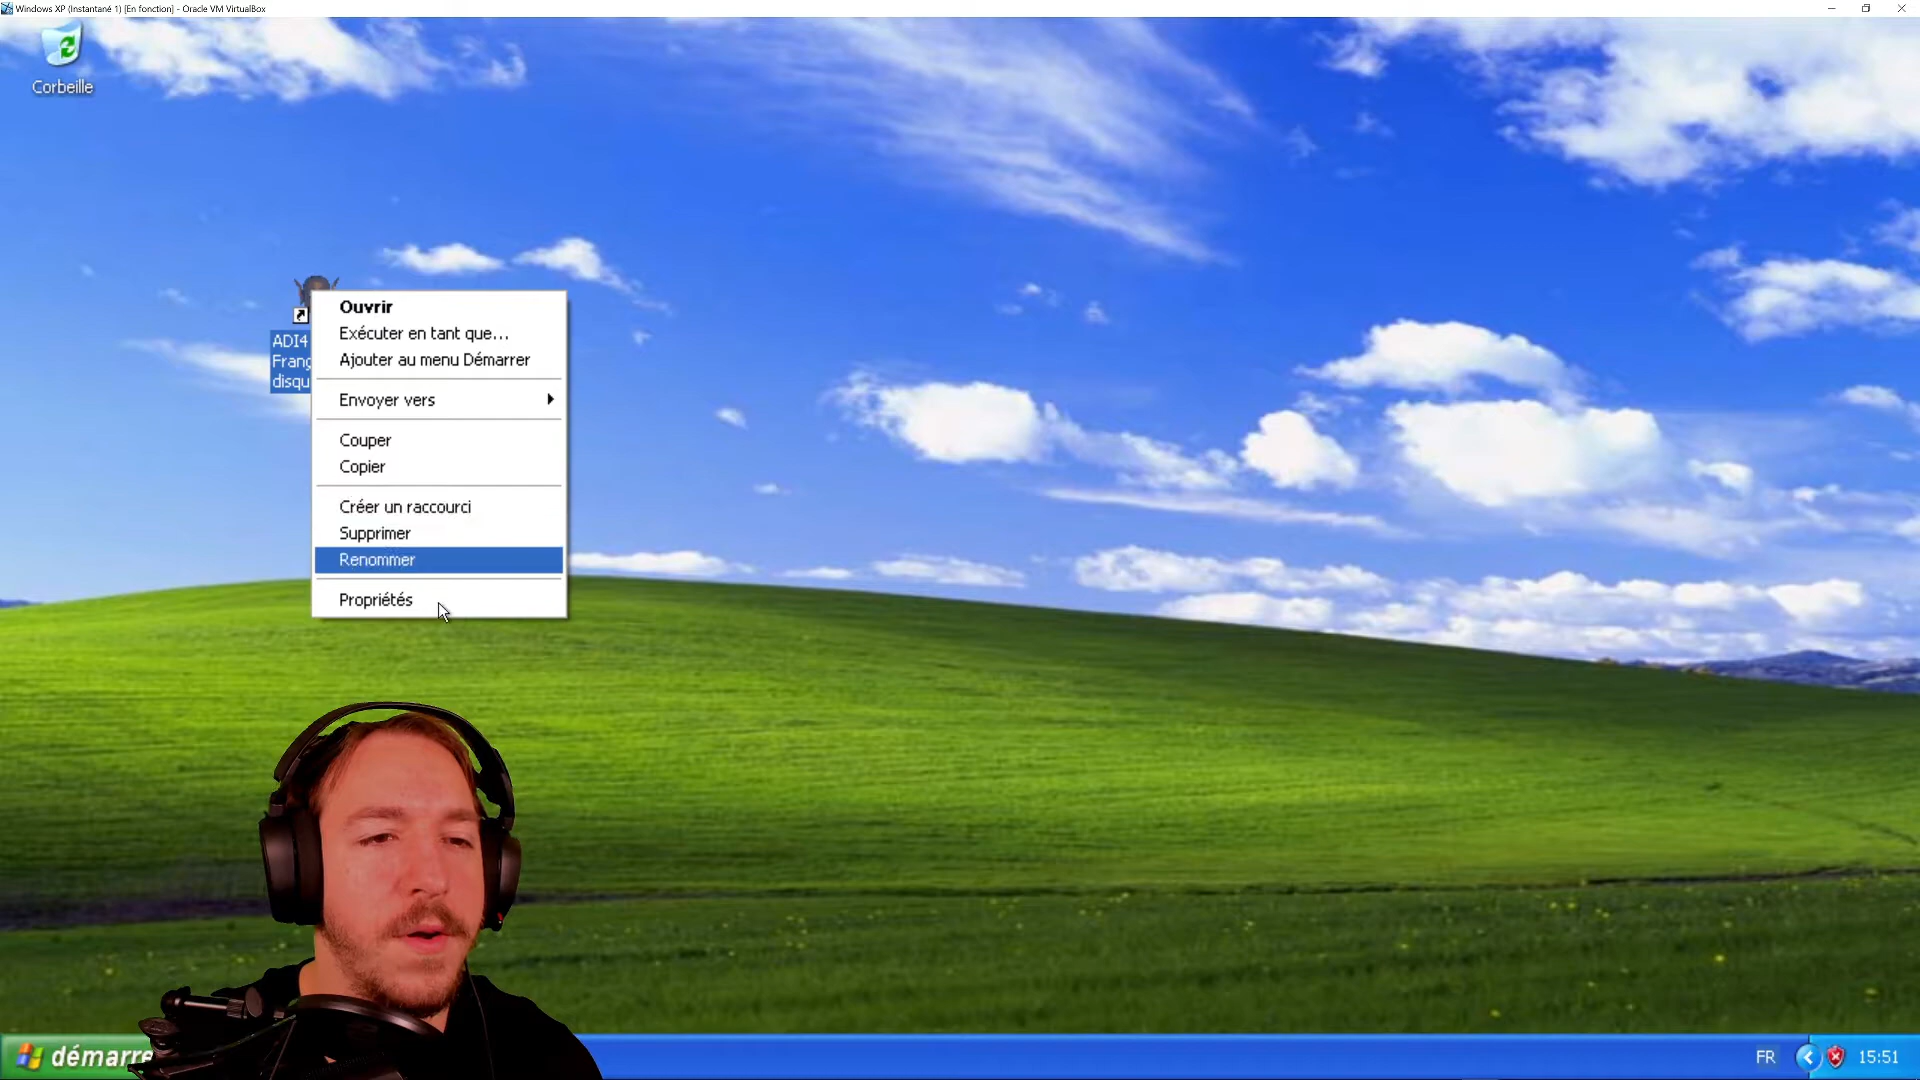 Windows XP (Instantané 1) [En fonction] - Oracle VM VirtualBox
Corbeille
ADI4
Franç
disqu
Ouvrir
Exécuter en tant que...
Ajouter au menu Démarrer
Envoyer vers
Couper
Copier
Créer un raccourci
Supprimer
Renommer
Propriétés
démarre
FR
15:51